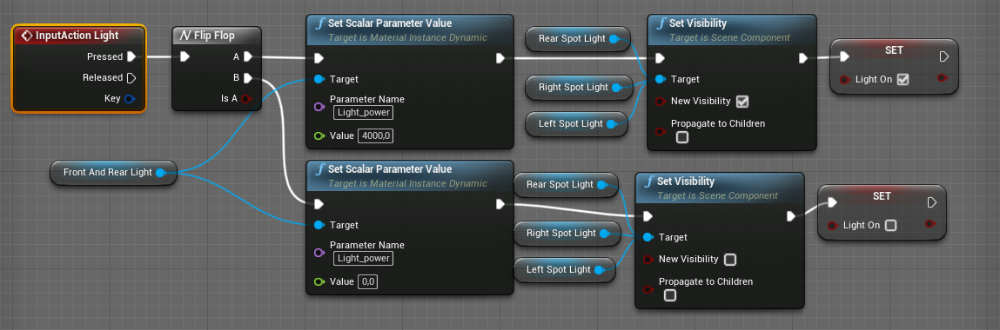 InputAction Light
Pressed
Released
Key
Flip Flop
A
B
Is A
Front And Rear Light
Set Scalar Parameter Value
Target is Material Instance Dynamic
Target
Parameter Name
Light_power
Value 4000,0
Rear Spot Light
Right Spot Light
Left Spot Light
Set Visibility
Target is Scene Component
Target
New Visibility
Propagate to Children
SET
Light On
Set Scalar Parameter Value
Target is Material Instance Dynamic
Target
Parameter Name
Light_power
Value 0,0
Rear Spot Light
Right Spot Light
Left Spot Light
Set Visibility
Target is Scene Component
Target
New Visibility
Propagate to Children
SET
Light On